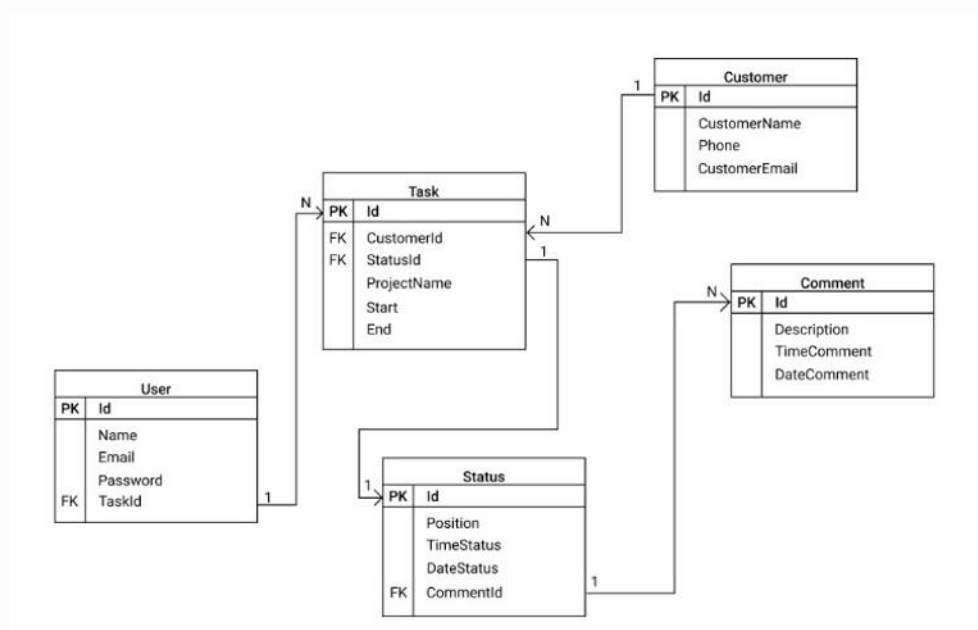 Customer
PK Id
CustomerName
Phone
CustomerEmail
1
Task
PK Id
FK CustomerId
FK StatusId
ProjectName
Start
End
N
N
1
Comment
PK Id
Description
TimeComment
DateComment
N
User
PK Id
Name
Email
Password
FK TaskId
1
Status
PK Id
Position
TimeStatus
DateStatus
FK CommentId
1
1